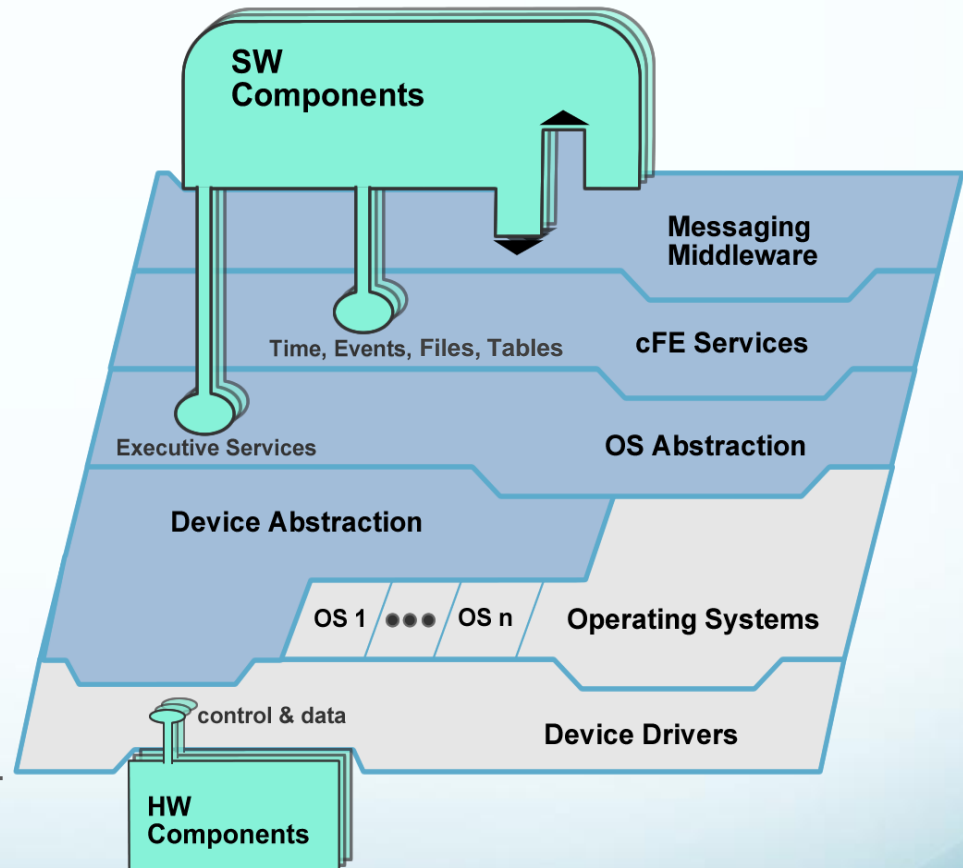 SW
Components
Messaging
Middleware
Time, Events, Files, Tables
cFE Services
Executive Services
OS Abstraction
Device Abstraction
OS 1
OS n
Operating Systems
control & data
Device Drivers
HW
Components